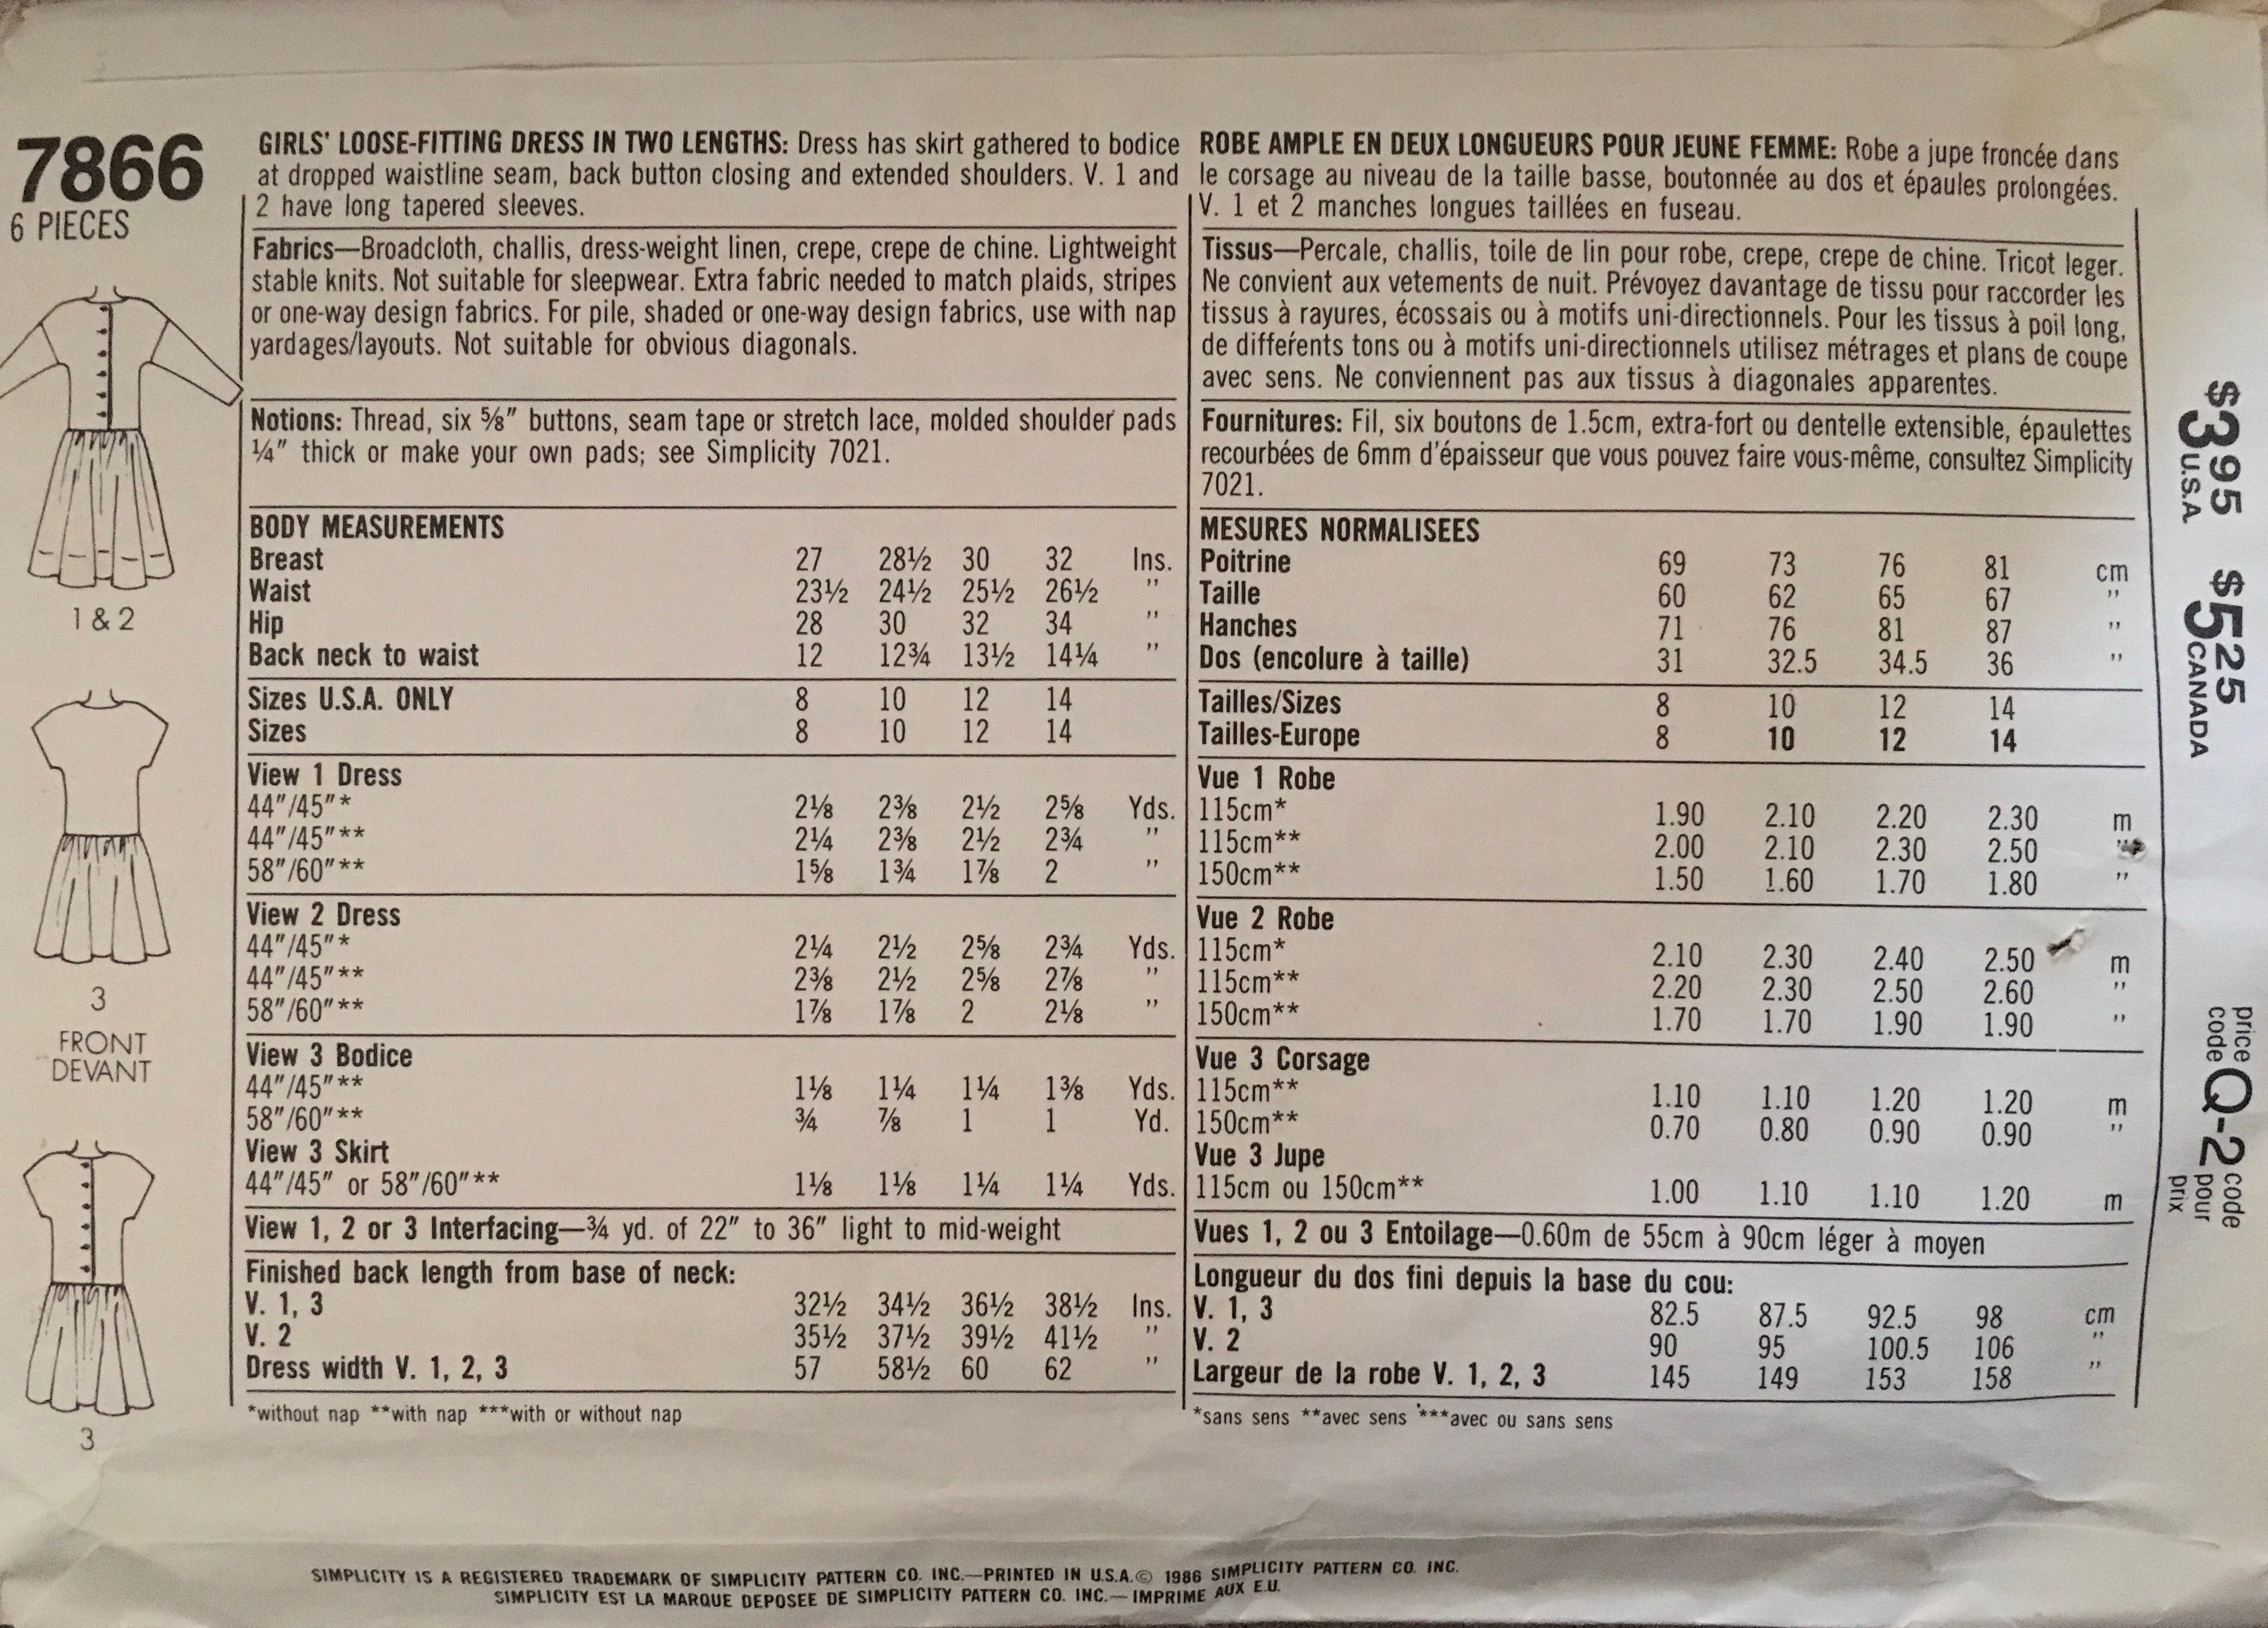 7866
6 PIECES
1 & 2
3
FRONT
DEVANT
3
GIRLS' LOOSE-FITTING DRESS IN TWO LENGTHS: Dress has skirt gathered to bodice
at dropped waistline seam, back button closing and extended shoulders. V. 1 and
2 have long tapered sleeves.
Fabrics—Broadcloth, challis, dress-weight linen, crepe, crepe de chine. Lightweight
stable knits. Not suitable for sleepwear. Extra fabric needed to match plaids, stripes
or one-way design fabrics. For pile, shaded or one-way design fabrics, use with nap
yardages/layouts. Not suitable for obvious diagonals.
Notions: Thread, six ⅝″ buttons, seam tape or stretch lace, molded shoulder pads
¼″ thick or make your own pads; see Simplicity 7021.
BODY MEASUREMENTS
Breast 27 28½ 30 32 Ins.
Waist 23½ 24½ 25½ 26½ ″
Hip 28 30 32 34 ″
Back neck to waist 12 12¾ 13½ 14¼ ″
Sizes U.S.A. ONLY 8 10 12 14
Sizes 8 10 12 14
View 1 Dress
44″/45″* 2⅛ 2⅜ 2½ 2⅝ Yds.
44″/45″** 2¼ 2⅜ 2½ 2¾ ″
58″/60″** 1⅝ 1¾ 1⅞ 2 ″
View 2 Dress
44″/45″* 2¼ 2½ 2⅝ 2¾ Yds.
44″/45″** 2⅜ 2½ 2⅝ 2⅞ ″
58″/60″** 1⅞ 1⅞ 2 2⅛ ″
View 3 Bodice
44″/45″** 1⅛ 1¼ 1¼ 1⅜ Yds.
58″/60″** ¾ ⅞ 1 1 Yd.
View 3 Skirt
44″/45″ or 58″/60″** 1⅛ 1⅛ 1¼ 1¼ Yds.
View 1, 2 or 3 Interfacing—¾ yd. of 22″ to 36″ light to mid-weight
Finished back length from base of neck:
V. 1, 3 32½ 34½ 36½ 38½ Ins.
V. 2 35½ 37½ 39½ 41½ ″
Dress width V. 1, 2, 3 57 58½ 60 62 ″
*without nap **with nap ***with or without nap
ROBE AMPLE EN DEUX LONGUEURS POUR JEUNE FEMME: Robe a jupe froncée dans
le corsage au niveau de la taille basse, boutonnée au dos et épaules prolongées.
V. 1 et 2 manches longues taillées en fuseau.
Tissus—Percale, challis, toile de lin pour robe, crepe, crepe de chine. Tricot leger.
Ne convient aux vetements de nuit. Prévoyez davantage de tissu pour raccorder les
tissus à rayures, écossais ou à motifs uni-directionnels. Pour les tissus à poil long,
de differents tons ou à motifs uni-directionnels utilisez métrages et plans de coupe
avec sens. Ne conviennent pas aux tissus à diagonales apparentes.
Fournitures: Fil, six boutons de 1.5cm, extra-fort ou dentelle extensible, épaulettes
recourbées de 6mm d'épaisseur que vous pouvez faire vous-même, consultez Simplicity
7021.
MESURES NORMALISEES
Poitrine 69 73 76 81 cm
Taille 60 62 65 67 ″
Hanches 71 76 81 87 ″
Dos (encolure à taille) 31 32.5 34.5 36 ″
Tailles/Sizes 8 10 12 14
Tailles-Europe 8 10 12 14
Vue 1 Robe
115cm* 1.90 2.10 2.20 2.30 m
115cm** 2.00 2.10 2.30 2.50 ″
150cm** 1.50 1.60 1.70 1.80 ″
Vue 2 Robe
115cm* 2.10 2.30 2.40 2.50 m
115cm** 2.20 2.30 2.50 2.60 ″
150cm** 1.70 1.70 1.90 1.90 ″
Vue 3 Corsage
115cm** 1.10 1.10 1.20 1.20 m
150cm** 0.70 0.80 0.90 0.90 ″
Vue 3 Jupe
115cm ou 150cm** 1.00 1.10 1.10 1.20 m
Vues 1, 2 ou 3 Entoilage—0.60m de 55cm à 90cm léger à moyen
Longueur du dos fini depuis la base du cou:
V. 1, 3 82.5 87.5 92.5 98 cm
V. 2 90 95 100.5 106 ″
Largeur de la robe V. 1, 2, 3 145 149 153 158 ″
*sans sens **avec sens ***avec ou sans sens
$3.95 U.S.A. $5.25 CANADA
price code Q-2 code pour prix
SIMPLICITY IS A REGISTERED TRADEMARK OF SIMPLICITY PATTERN CO. INC.—PRINTED IN U.S.A.© 1986 SIMPLICITY PATTERN CO. INC.
SIMPLICITY EST LA MARQUE DEPOSEE DE SIMPLICITY PATTERN CO. INC.—IMPRIME AUX E.U.